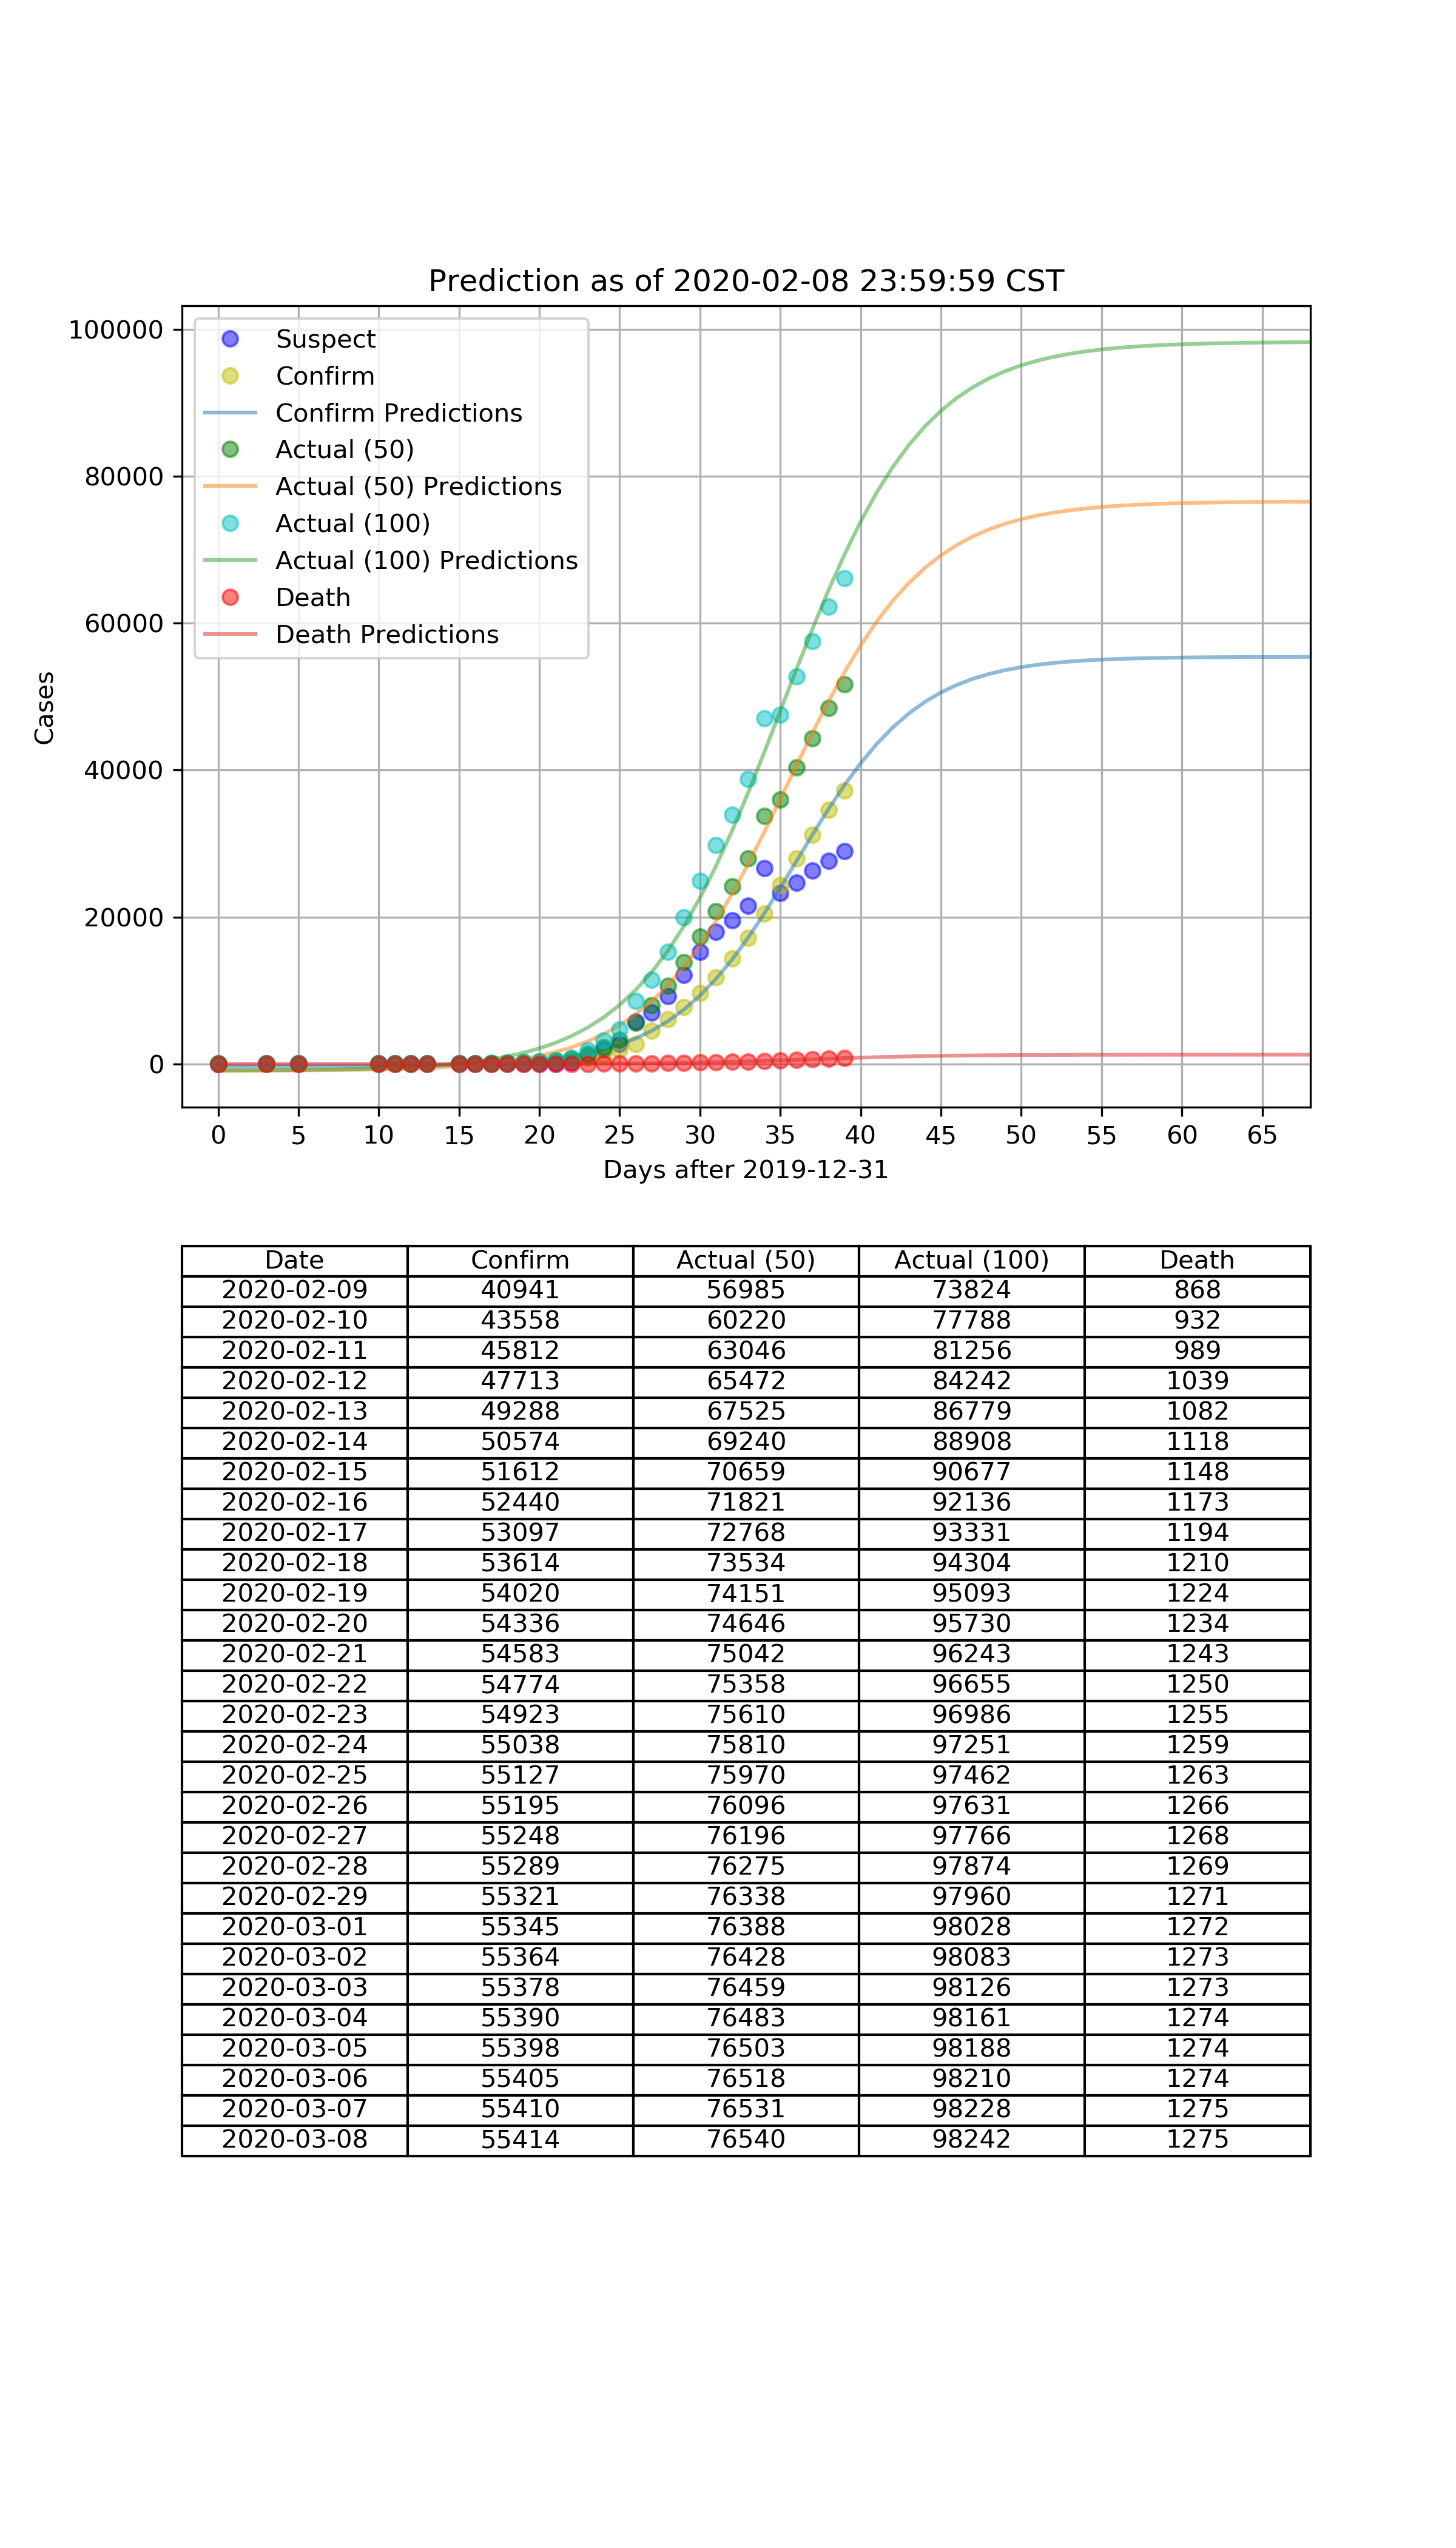 Prediction as of 2020-02-08 23:59:59 CST
100000
80000
60000
40000
20000
0
Cases
Suspect
Confirm
Confirm Predictions
Actual (50)
Actual (50) Predictions
Actual (100)
Actual (100) Predictions
Death
Death Predictions
0 5 10 15 20 25 30 35 40 45 50 55 60 65
Days after 2019-12-31
Date Confirm Actual (50) Actual (100) Death
2020-02-09 40941 56985 73824 868
2020-02-10 43558 60220 77788 932
2020-02-11 45812 63046 81256 989
2020-02-12 47713 65472 84242 1039
2020-02-13 49288 67525 86779 1082
2020-02-14 50574 69240 88908 1118
2020-02-15 51612 70659 90677 1148
2020-02-16 52440 71821 92136 1173
2020-02-17 53097 72768 93331 1194
2020-02-18 53614 73534 94304 1210
2020-02-19 54020 74151 95093 1224
2020-02-20 54336 74646 95730 1234
2020-02-21 54583 75042 96243 1243
2020-02-22 54774 75358 96655 1250
2020-02-23 54923 75610 96986 1255
2020-02-24 55038 75810 97251 1259
2020-02-25 55127 75970 97462 1263
2020-02-26 55195 76096 97631 1266
2020-02-27 55248 76196 97766 1268
2020-02-28 55289 76275 97874 1269
2020-02-29 55321 76338 97960 1271
2020-03-01 55345 76388 98028 1272
2020-03-02 55364 76428 98083 1273
2020-03-03 55378 76459 98126 1273
2020-03-04 55390 76483 98161 1274
2020-03-05 55398 76503 98188 1274
2020-03-06 55405 76518 98210 1274
2020-03-07 55410 76531 98228 1275
2020-03-08 55414 76540 98242 1275